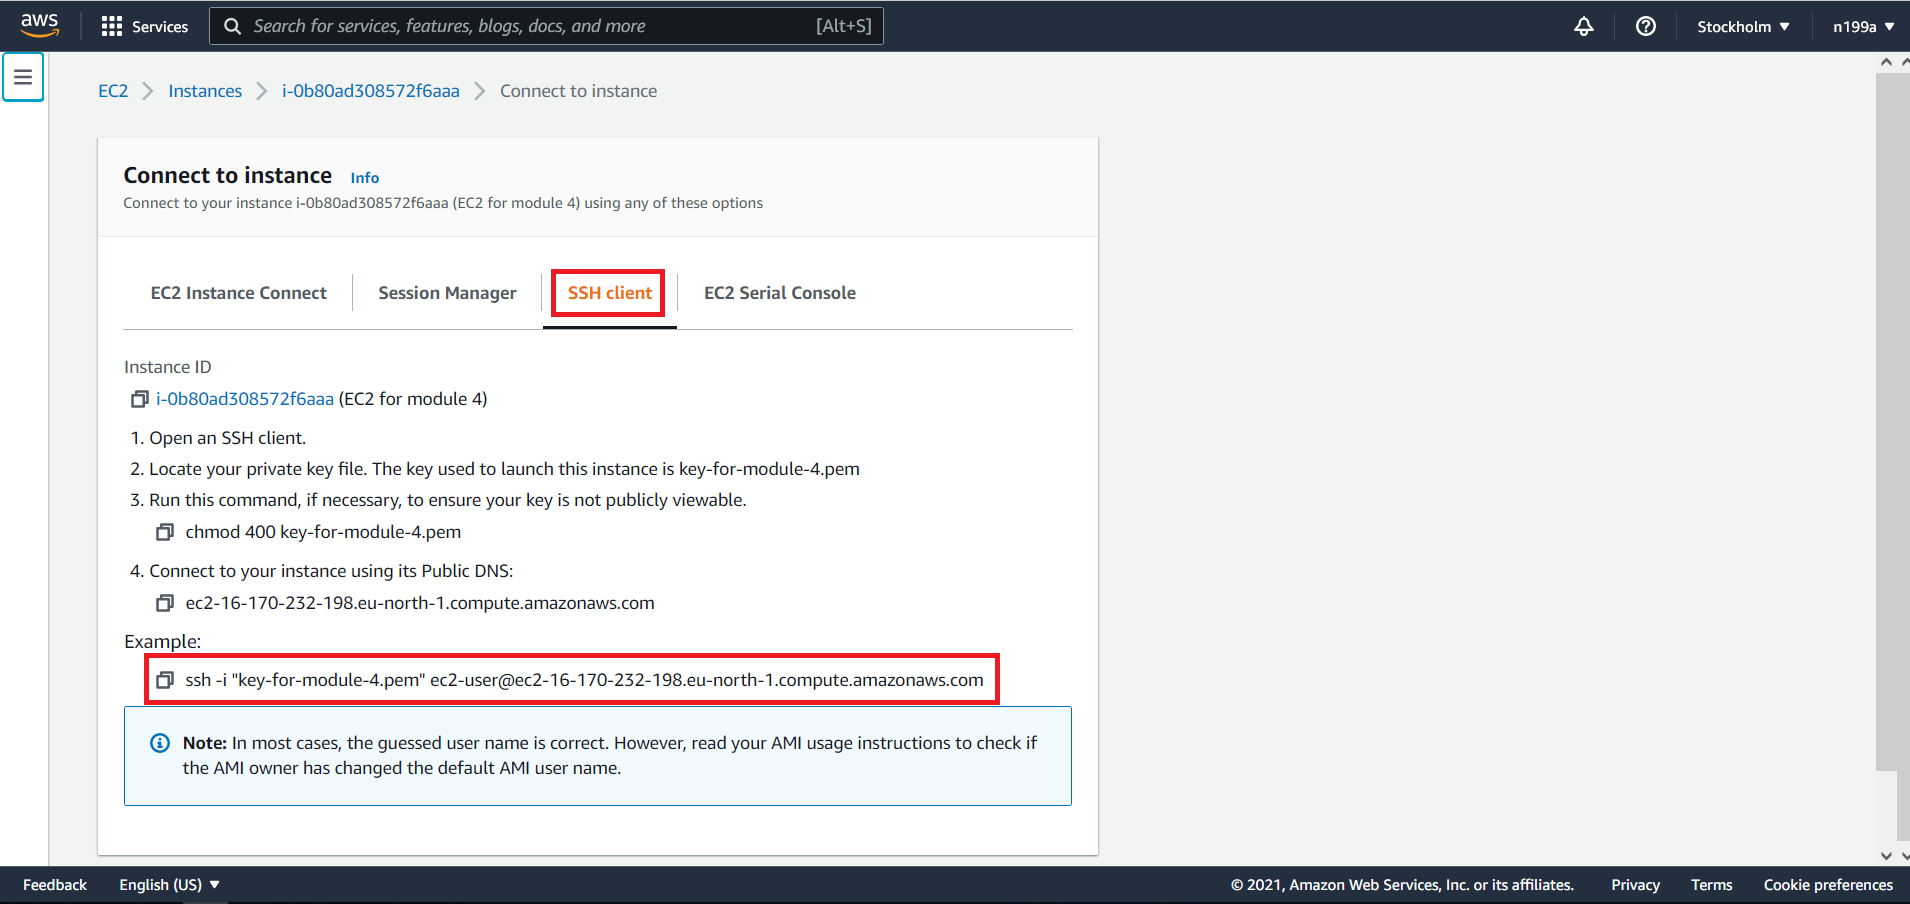 aws
Services
Search for services, features, blogs, docs, and more [Alt+S]
Stockholm ▼
n199a ▼
EC2 > Instances > i-0b80ad308572f6aaa > Connect to instance
Connect to instance Info
Connect to your instance i-0b80ad308572f6aaa (EC2 for module 4) using any of these options
EC2 Instance Connect
Session Manager
SSH client
EC2 Serial Console
Instance ID
i-0b80ad308572f6aaa (EC2 for module 4)
1. Open an SSH client.
2. Locate your private key file. The key used to launch this instance is key-for-module-4.pem
3. Run this command, if necessary, to ensure your key is not publicly viewable.
chmod 400 key-for-module-4.pem
4. Connect to your instance using its Public DNS:
ec2-16-170-232-198.eu-north-1.compute.amazonaws.com
Example:
ssh -i "key-for-module-4.pem" ec2-user@ec2-16-170-232-198.eu-north-1.compute.amazonaws.com
Note: In most cases, the guessed user name is correct. However, read your AMI usage instructions to check if
the AMI owner has changed the default AMI user name.
Feedback
English (US) ▼
© 2021, Amazon Web Services, Inc. or its affiliates.
Privacy
Terms
Cookie preferences